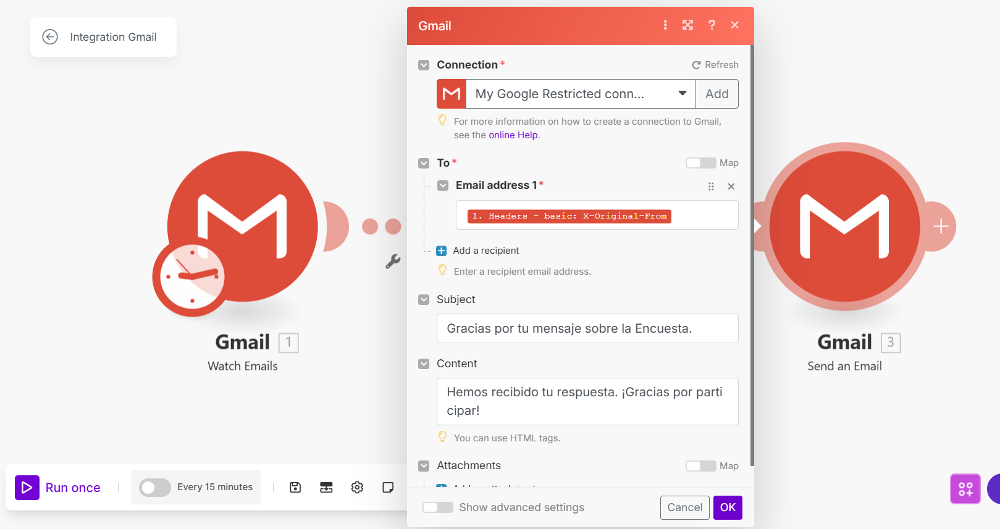 Integration Gmail
Gmail
?
Connection *
Refresh
My Google Restricted conn...
Add
For more information on how to create a connection to Gmail,
see the online Help.
To *
Map
Email address 1 *
1. Headers - basic: X-Original-From
Add a recipient
Enter a recipient email address.
Subject
Gracias por tu mensaje sobre la Encuesta.
Content
Hemos recibido tu respuesta. ¡Gracias por parti
cipar!
You can use HTML tags.
Attachments
Map
Show advanced settings
Cancel
OK
Gmail 1
Watch Emails
Gmail 3
Send an Email
Run once
Every 15 minutes